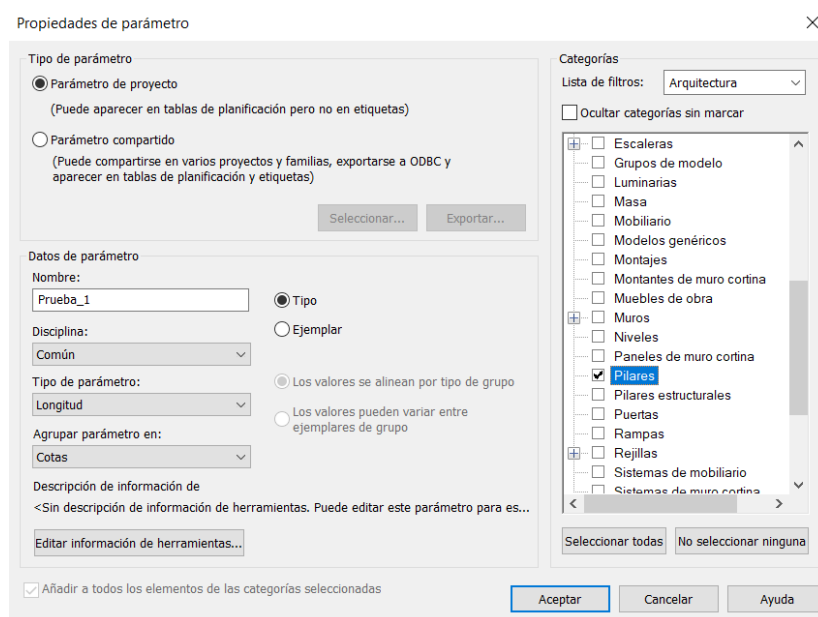 Propiedades de parámetro
Tipo de parámetro
Parámetro de proyecto
(Puede aparecer en tablas de planificación pero no en etiquetas)
Parámetro compartido
(Puede compartirse en varios proyectos y familias, exportarse a ODBC y
aparecer en tablas de planificación y etiquetas)
Seleccionar...
Exportar...
Datos de parámetro
Nombre:
Prueba_1
Tipo
Disciplina:
Ejemplar
Común
Tipo de parámetro:
Los valores se alinean por tipo de grupo
Longitud
Los valores pueden variar entre
ejemplares de grupo
Agrupar parámetro en:
Cotas
Descripción de información de
<Sin descripción de información de herramientas. Puede editar este parámetro para es...
Editar información de herramientas...
Añadir a todos los elementos de las categorías seleccionadas
Categorías
Lista de filtros:
Arquitectura
Ocultar categorías sin marcar
Escaleras
Grupos de modelo
Luminarias
Masa
Mobiliario
Modelos genéricos
Montajes
Montantes de muro cortina
Muebles de obra
Muros
Niveles
Paneles de muro cortina
Pilares
Pilares estructurales
Puertas
Rampas
Rejillas
Sistemas de mobiliario
Sistemas de muro cortina
Seleccionar todas
No seleccionar ninguna
Aceptar
Cancelar
Ayuda